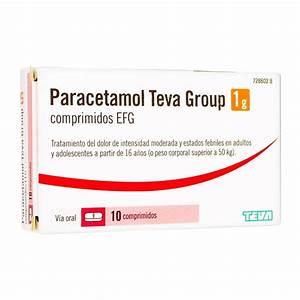 728602.8
Paracetamol Teva Group 1 g
comprimidos EFG
Tratamiento del dolor de intensidad moderada y estados febriles en adultos
y adolescentes a partir de 16 años (o peso corporal superior a 50 kg).
Vía oral
10 comprimidos
TEVA